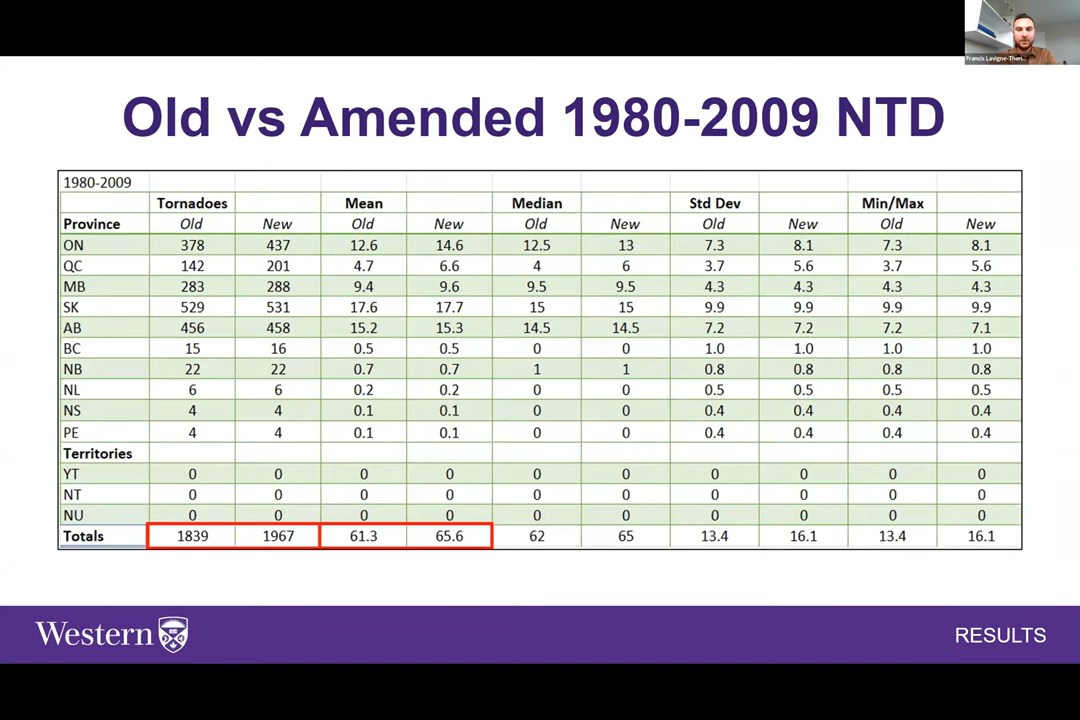 Francis Lavigne-Theri...
Old vs Amended 1980-2009 NTD
1980-2009
Tornadoes Mean Median Std Dev Min/Max
Province Old New Old New Old New Old New Old New
ON 378 437 12.6 14.6 12.5 13 7.3 8.1 7.3 8.1
QC 142 201 4.7 6.6 4 6 3.7 5.6 3.7 5.6
MB 283 288 9.4 9.6 9.5 9.5 4.3 4.3 4.3 4.3
SK 529 531 17.6 17.7 15 15 9.9 9.9 9.9 9.9
AB 456 458 15.2 15.3 14.5 14.5 7.2 7.2 7.2 7.1
BC 15 16 0.5 0.5 0 0 1.0 1.0 1.0 1.0
NB 22 22 0.7 0.7 1 1 0.8 0.8 0.8 0.8
NL 6 6 0.2 0.2 0 0 0.5 0.5 0.5 0.5
NS 4 4 0.1 0.1 0 0 0.4 0.4 0.4 0.4
PE 4 4 0.1 0.1 0 0 0.4 0.4 0.4 0.4
Territories
YT 0 0 0 0 0 0 0 0 0 0
NT 0 0 0 0 0 0 0 0 0 0
NU 0 0 0 0 0 0 0 0 0 0
Totals 1839 1967 61.3 65.6 62 65 13.4 16.1 13.4 16.1
Western
RESULTS